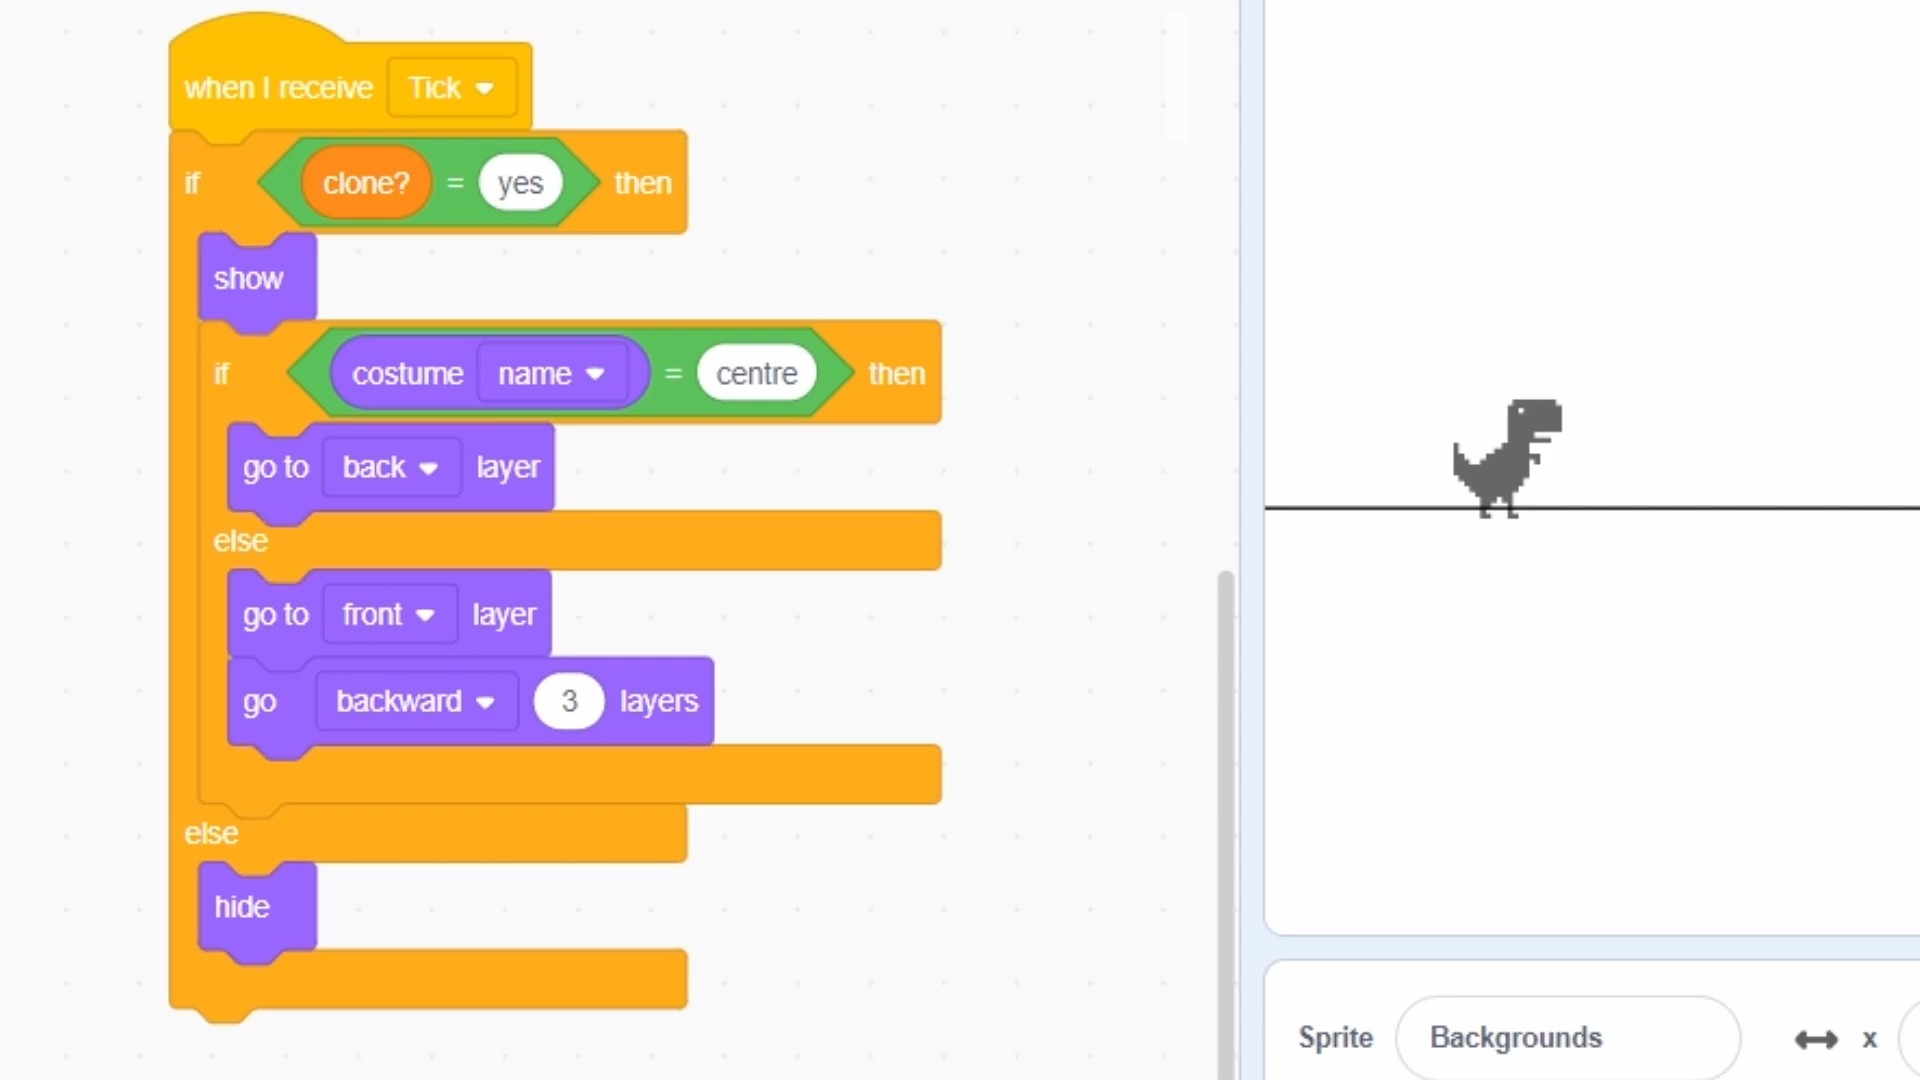 when I receive Tick
if clone? = yes then
show
if costume name = centre then
go to back layer
else
go to front layer
go backward 3 layers
else
hide
Sprite Backgrounds x